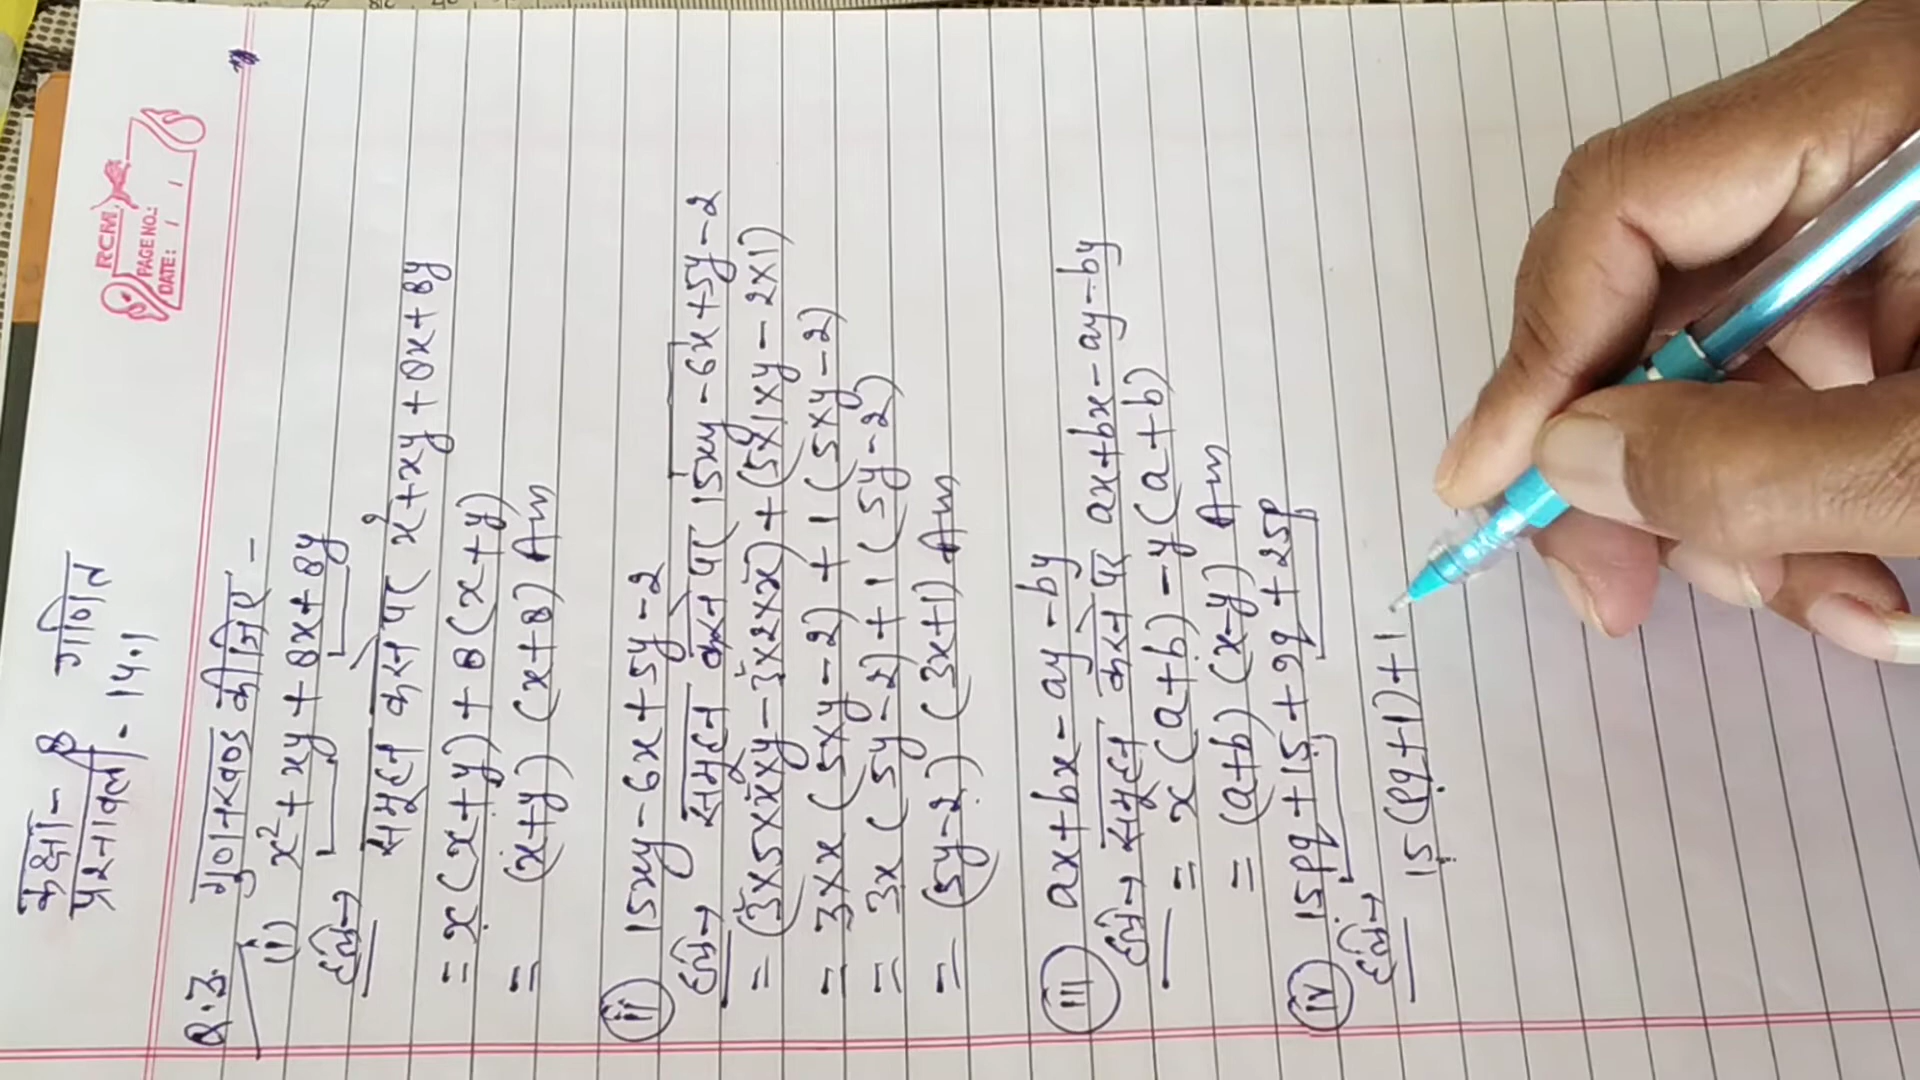 RCM
PAGE NO.:
DATE: / /
कक्षा - 8 गणित
प्रश्नावली - 14.1
Q.3. गुणनखण्ड कीजिए -
(i) x² + xy + 8x + 8y
हल→ समूहन करने पर x² + xy + 8x + 8y
= x(x+y) + 8(x+y)
= (x+y) (x+8) Ans
(ii) 15xy - 6x + 5y - 2
हल→ समूहन करने पर 15xy - 6x + 5y - 2
= (3×5×x×y - 3×2×x) + (5×1×y - 2×1)
= 3×x (5×y - 2) + 1 (5×y - 2)
= 3x (5y - 2) + 1 (5y - 2)
= (5y - 2) (3x+1) Ans
(iii) ax + bx - ay - by
हल→ समूहन करने पर ax + bx - ay - by
= x (a+b) - y (a+b)
= (a+b) (x-y) Ans
(iv) 15pq + 15 + 9q + 25p
हल→ 15 (pq+1) + 1